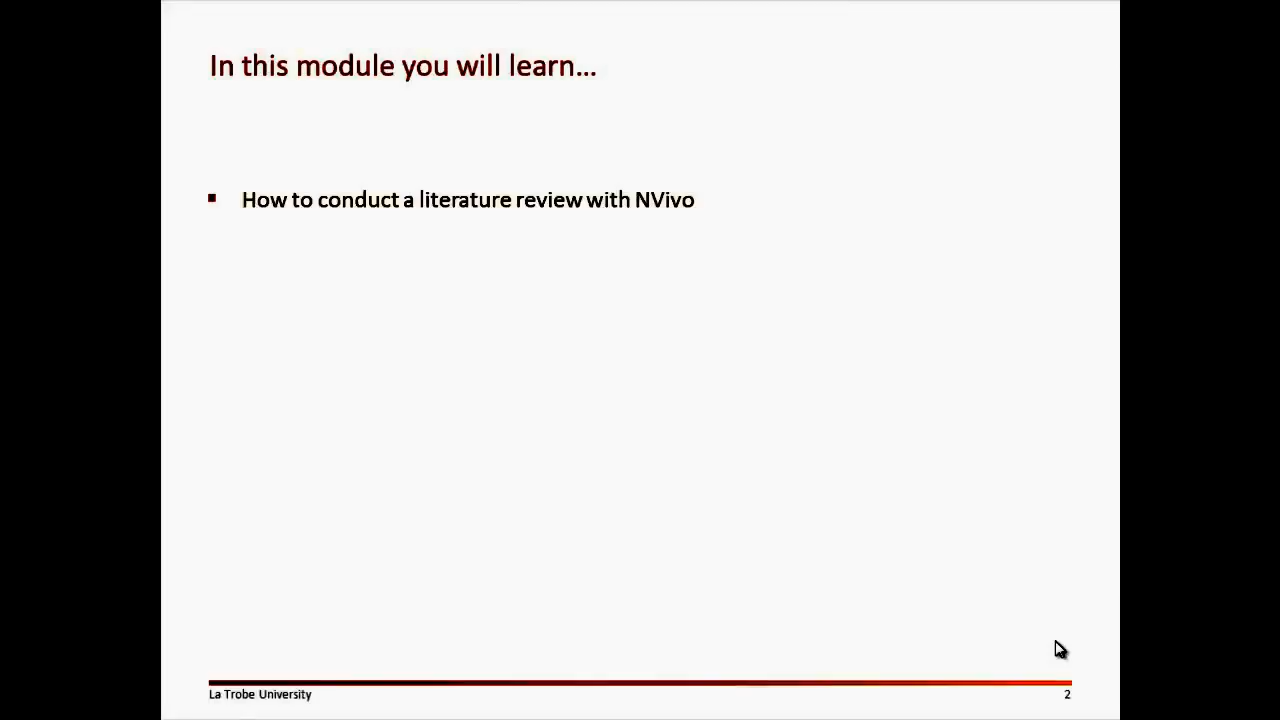 In this module you will learn...
▪ How to conduct a literature review with NVivo
La Trobe University
2